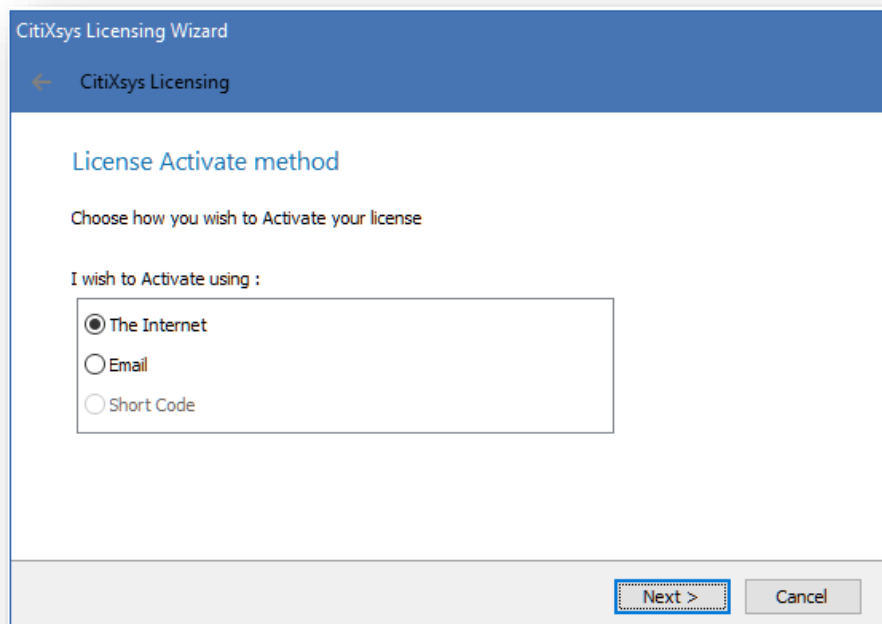 CitiXsys Licensing Wizard
CitiXsys Licensing
License Activate method
Choose how you wish to Activate your license
I wish to Activate using :
The Internet
Email
Short Code
Next >
Cancel